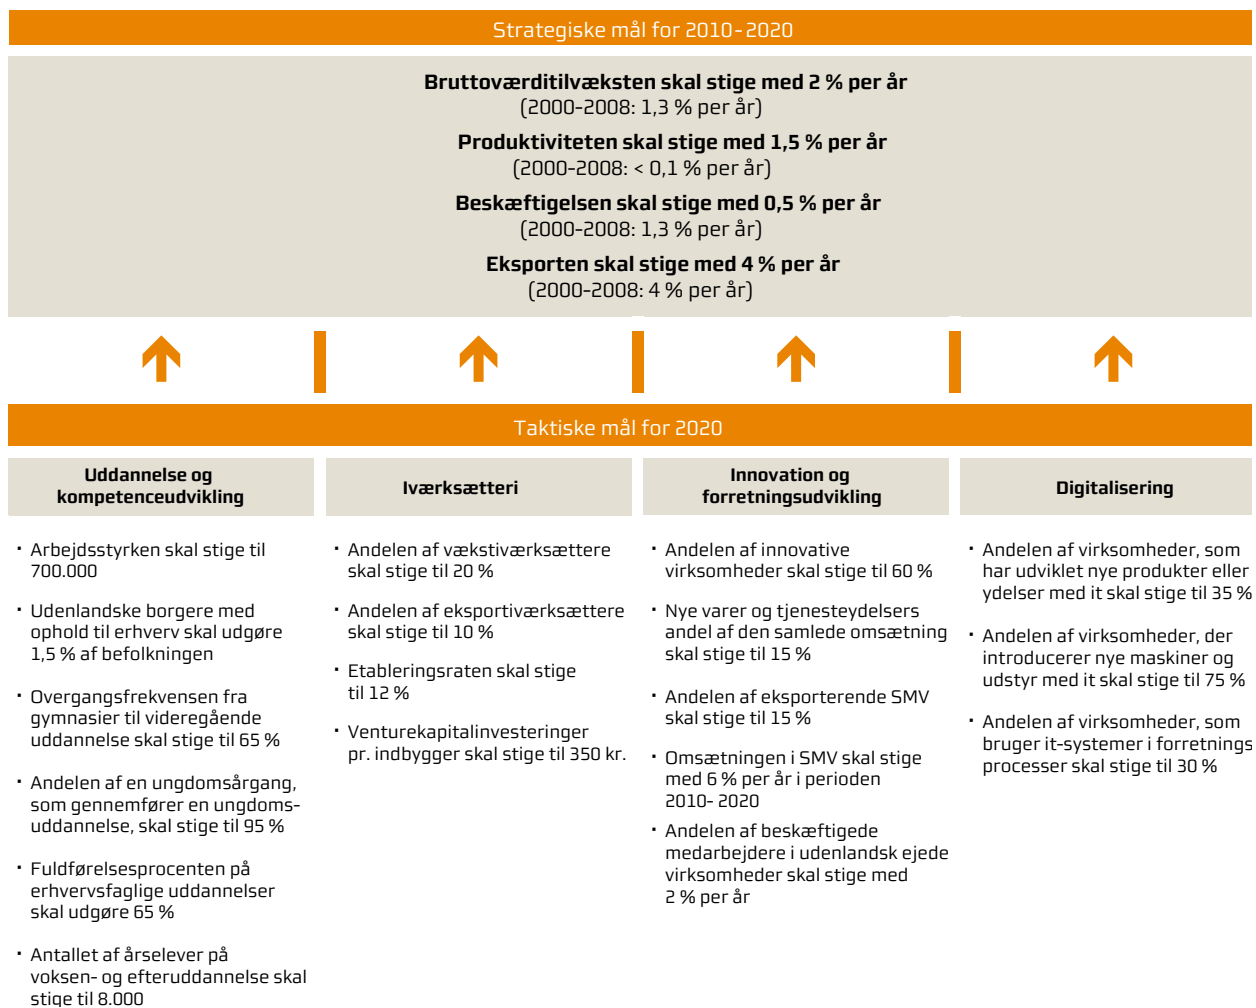 Strategiske mål for 2010-2020
Bruttoværditilvæksten skal stige med 2 % per år
(2000-2008: 1,3 % per år)
Produktiviteten skal stige med 1,5 % per år
(2000-2008: < 0,1 % per år)
Beskæftigelsen skal stige med 0,5 % per år
(2000-2008: 1,3 % per år)
Eksporten skal stige med 4 % per år
(2000-2008: 4 % per år)
Taktiske mål for 2020
Uddannelse og
kompetenceudvikling
· Arbejdsstyrken skal stige til
700.000
· Udenlandske borgere med
ophold til erhverv skal udgøre
1,5 % af befolkningen
· Overgangsfrekvensen fra
gymnasier til videregående
uddannelse skal stige til 65 %
· Andelen af en ungdomsårgang,
som gennemfører en ungdoms-
uddannelse, skal stige til 95 %
· Fuldførelsesprocenten på
erhvervsfaglige uddannelser
skal udgøre 65 %
· Antallet af årselever på
voksen- og efteruddannelse skal
stige til 8.000
Iværksætteri
· Andelen af vækstiværksættere
skal stige til 20 %
· Andelen af eksportiværksættere
skal stige til 10 %
· Etableringsraten skal stige
til 12 %
· Venturekapitalinvesteringer
pr. indbygger skal stige til 350 kr.
Innovation og
forretningsudvikling
· Andelen af innovative
virksomheder skal stige til 60 %
· Nye varer og tjenesteydelsers
andel af den samlede omsætning
skal stige til 15 %
· Andelen af eksporterende SMV
skal stige til 15 %
· Omsætningen i SMV skal stige
med 6 % per år i perioden
2010- 2020
· Andelen af beskæftigede
medarbejdere i udenlandsk ejede
virksomheder skal stige med
2 % per år
Digitalisering
· Andelen af virksomheder, som
har udviklet nye produkter eller
ydelser med it skal stige til 35 %
· Andelen af virksomheder, der
introducerer nye maskiner og
udstyr med it skal stige til 75 %
· Andelen af virksomheder, som
bruger it-systemer i forretnings
processer skal stige til 30 %